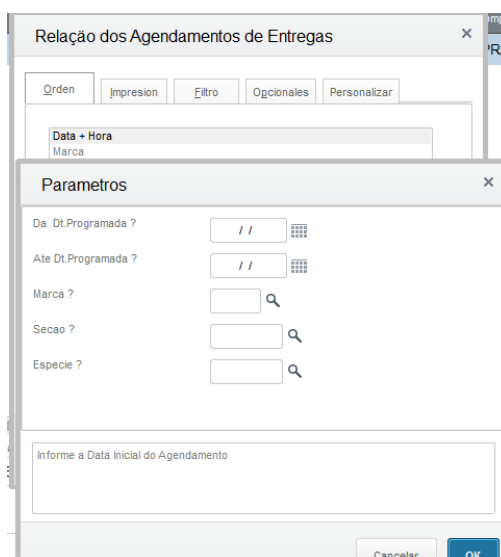 Relação dos Agendamentos de Entregas
Orden Impresion Filtro Opcionales Personalizar
Data + Hora
Marca
Parametros
Da Dt.Programada ? / /
Ate Dt.Programada ? / /
Marca ?
Secao ?
Especie ?
Informe a Data Inicial do Agendamento
Cancelar OK